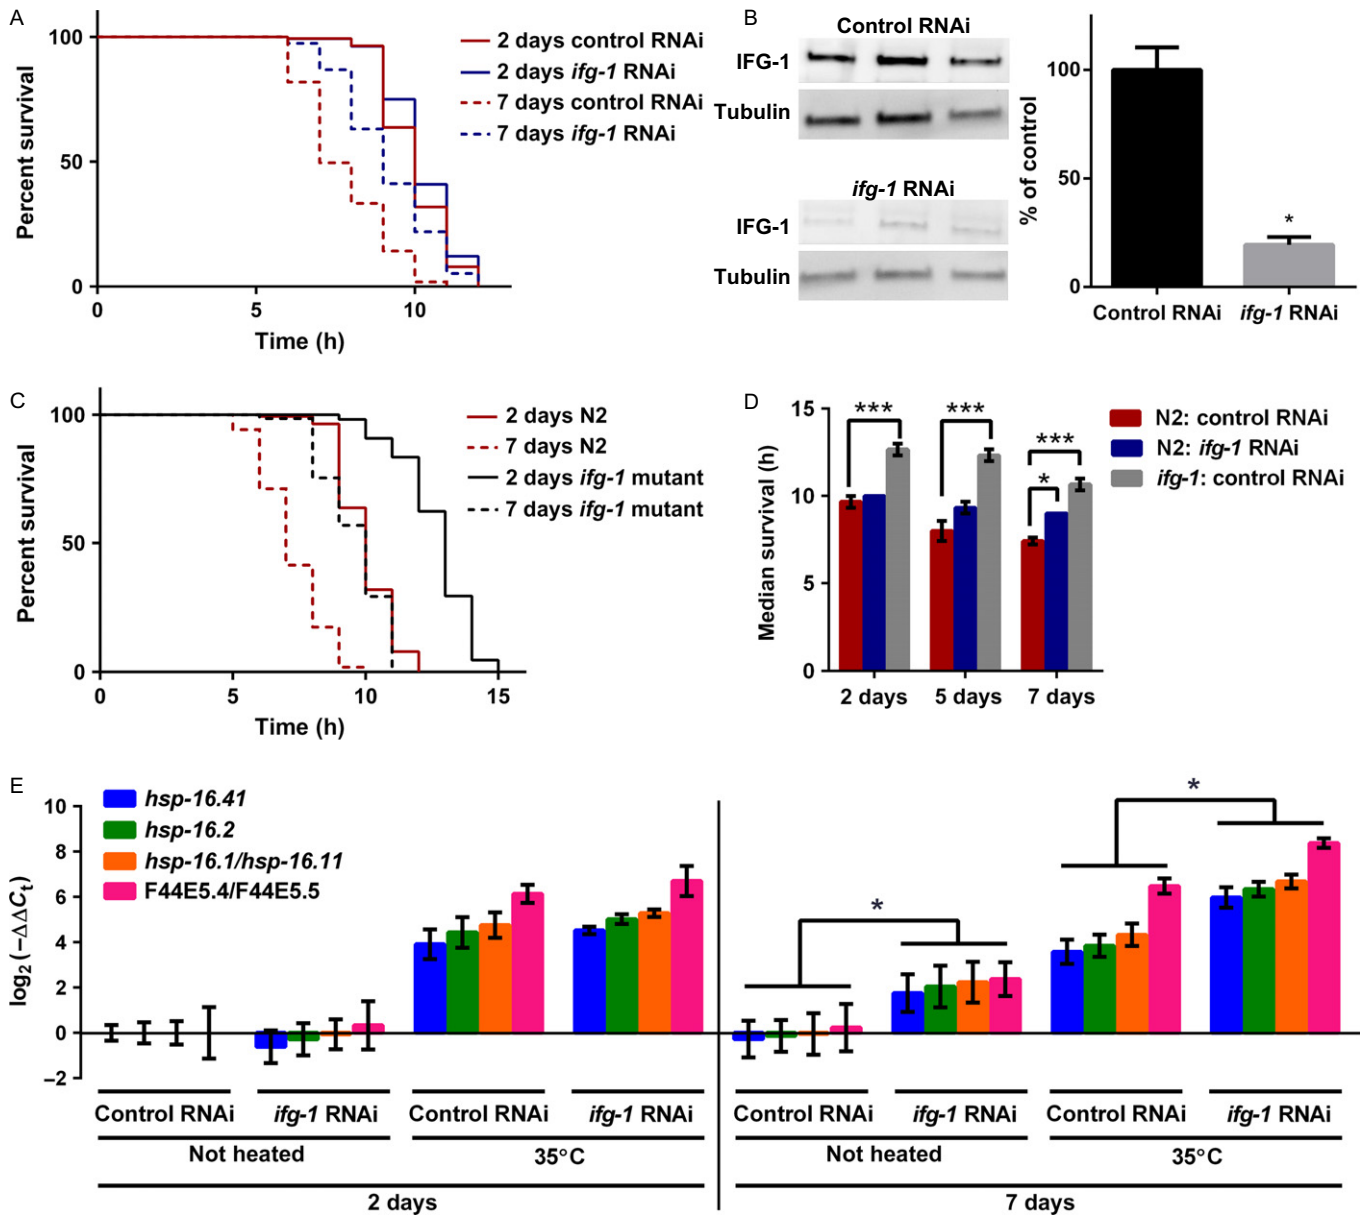 A
100
50
0
0
5
10
Percent survival
Time (h)
2 days control RNAi
2 days ifg-1 RNAi
7 days control RNAi
7 days ifg-1 RNAi
B
Control RNAi
IFG-1
Tubulin
ifg-1 RNAi
IFG-1
Tubulin
% of control
100
50
0
*
Control RNAi
ifg-1 RNAi
C
100
50
0
0
5
10
15
Percent survival
Time (h)
2 days N2
7 days N2
2 days ifg-1 mutant
7 days ifg-1 mutant
D
15
10
5
0
Median survival (h)
***
***
***
*
2 days
5 days
7 days
N2: control RNAi
N2: ifg-1 RNAi
ifg-1: control RNAi
E
10
8
6
4
2
0
−2
log₂ (−ΔΔCt)
hsp-16.41
hsp-16.2
hsp-16.1/hsp-16.11
F44E5.4/F44E5.5
*
*
Control RNAi
ifg-1 RNAi
Control RNAi
ifg-1 RNAi
Control RNAi
ifg-1 RNAi
Control RNAi
ifg-1 RNAi
Not heated
35°C
Not heated
35°C
2 days
7 days